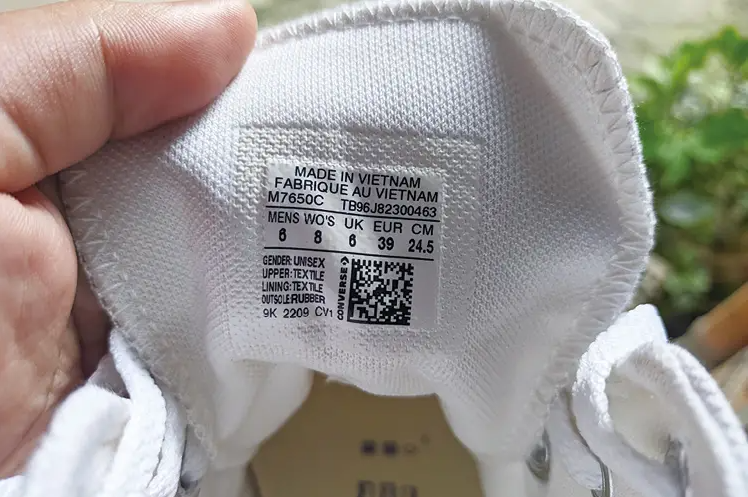 MADE IN VIETNAM
FABRIQUE AU VIETNAM
M7650C TB96J82300463
MENS WO'S UK EUR CM
6 8 6 39 24.5
GENDER: UNISEX
UPPER: TEXTILE
LINING: TEXTILE
OUTSOLE:RUBBER
9K 2209 CV1
CONVERSE